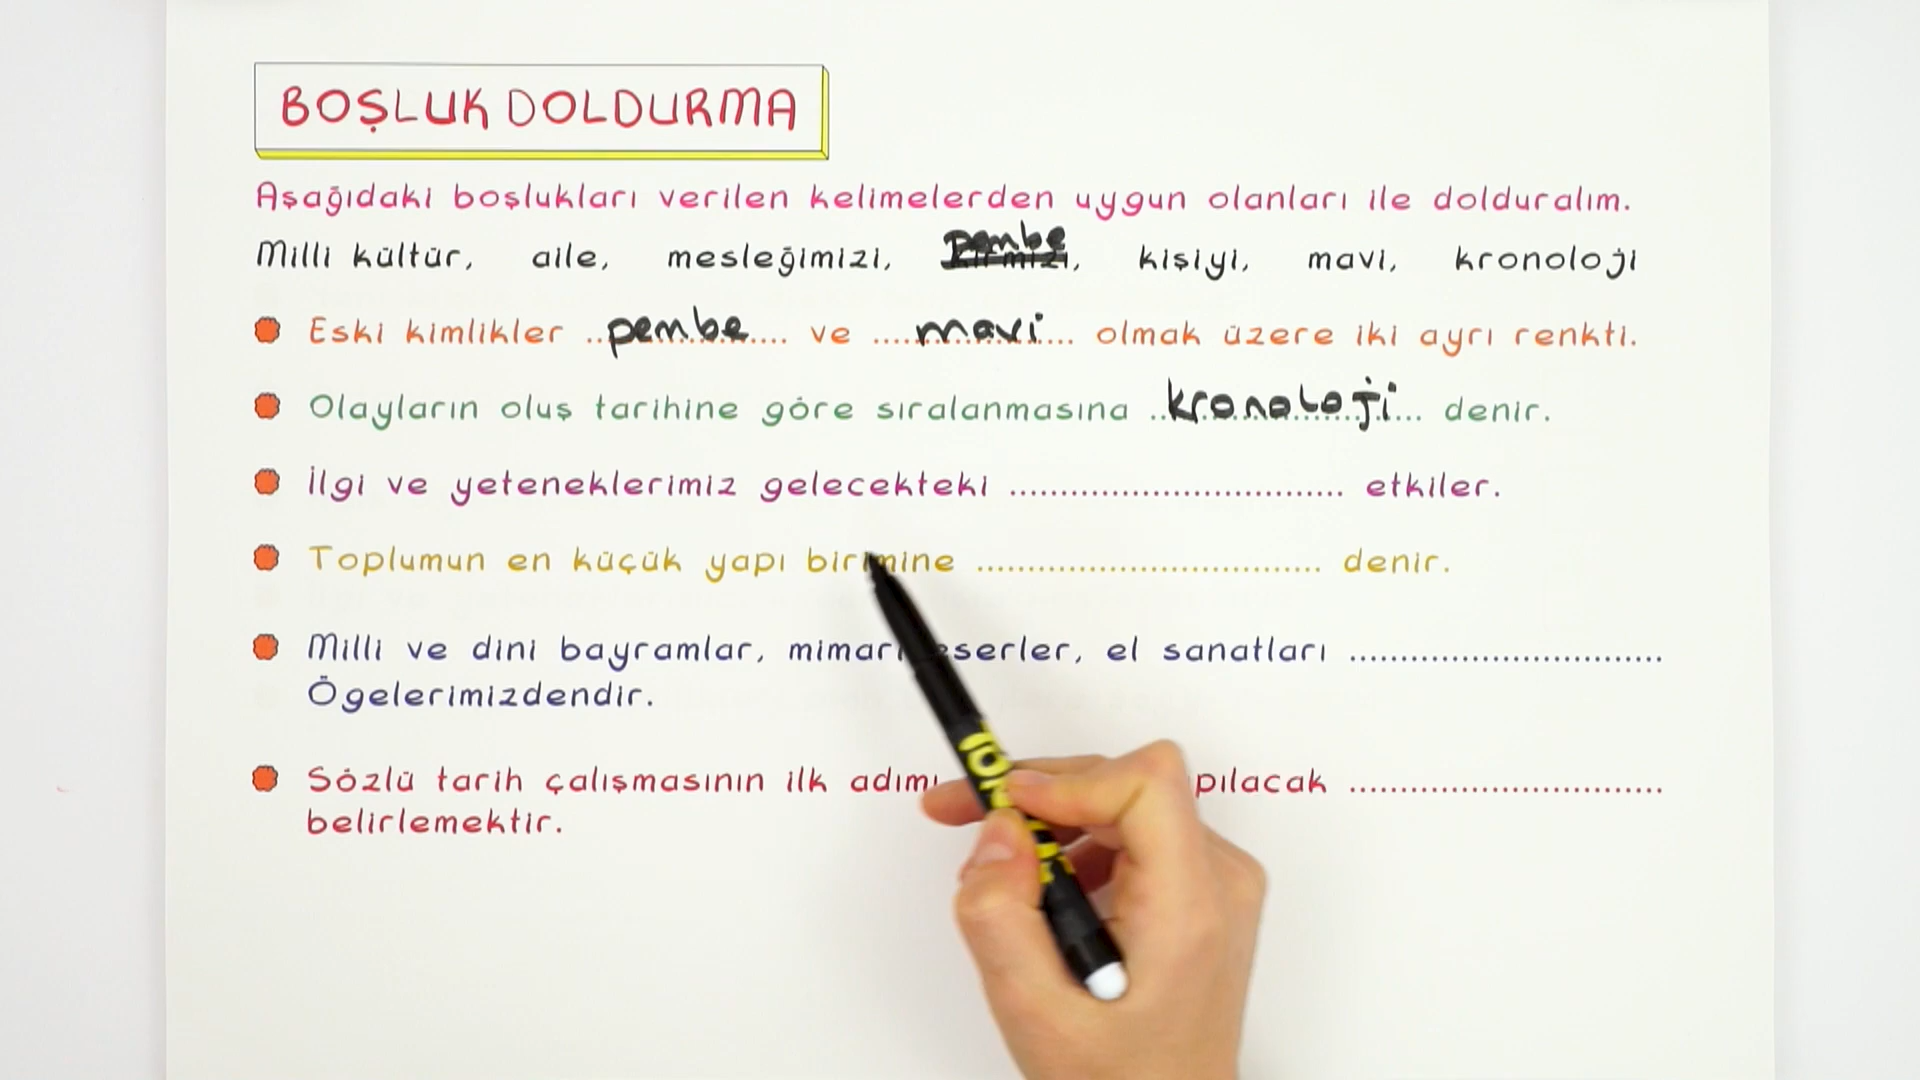 BOŞLUK DOLDURMA
Aşağıdaki boşlukları verilen kelimelerden uygun olanları ile dolduralım.
pembe
Milli kültür, aile, mesleğimizi, kırmızı, kişiyi, mavi, kronoloji
Eski kimlikler ..pembe.... ve ....mavi... olmak üzere iki ayrı renkti.
Olayların oluş tarihine göre sıralanmasına ..kronoloji... denir.
İlgi ve yeteneklerimiz gelecekteki ................................. etkiler.
Toplumun en küçük yapı birimine .................................. denir.
Milli ve dini bayramlar, mimari eserler, el sanatları ...............................
Ögelerimizdendir.
Sözlü tarih çalışmasının ilk adımı ...............................
belirlemektir.